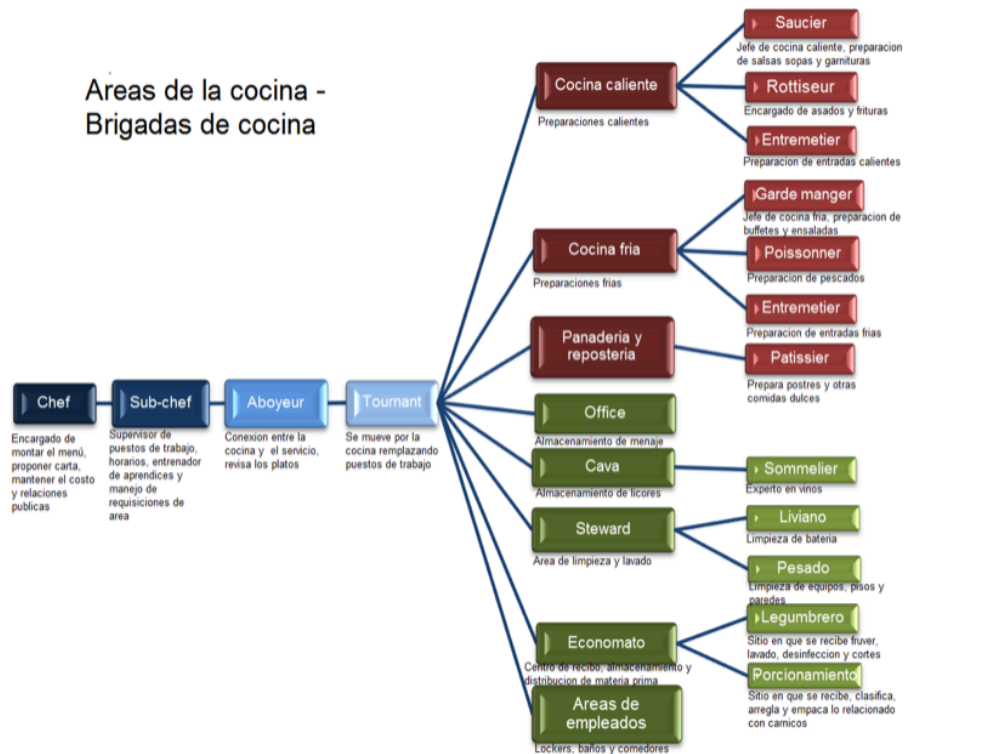 Areas de la cocina -
Brigadas de cocina
Chef
Encargado de
montar el menú,
proponer carta,
mantener el costo
y relaciones
publicas
Sub-chef
Supervisor de
puestos de trabajo,
horarios, entrenador
de aprendices y
manejo de
requisiciones de
area
Aboyeur
Conexion entre la
cocina y el servicio,
revisa los platos
Tournant
Se mueve por la
cocina remplazando
puestos de trabajo
Cocina caliente
Preparaciones calientes
Saucier
Jefe de cocina caliente, preparacion
de salsas sopas y garnituras
Rottiseur
Encargado de asados y frituras
Entremetier
Preparacion de entradas calientes
Cocina fria
Preparaciones frias
Garde manger
Jefe de cocina fria, preparacion de
buffetes y ensaladas
Poissonner
Preparacion de pescados
Entremetier
Preparacion de entradas frias
Panaderia y
reposteria
Patissier
Prepara postres y otras
comidas dulces
Office
Almacenamiento de menaje
Cava
Almacenamiento de licores
Sommelier
Experto en vinos
Steward
Area de limpieza y lavado
Liviano
Limpieza de bateria
Pesado
Limpieza de equipos, pisos y
paredes
Economato
Centro de recibo, almacenamiento y
distribucion de materia prima
Legumbrero
Sitio en que se recibe fruver,
lavado, desinfeccion y cortes
Porcionamiento
Sitio en que se recibe, clasifica,
arregla y empaca lo relacionado
con carnicos
Areas de
empleados
Lockers, baños y comedores